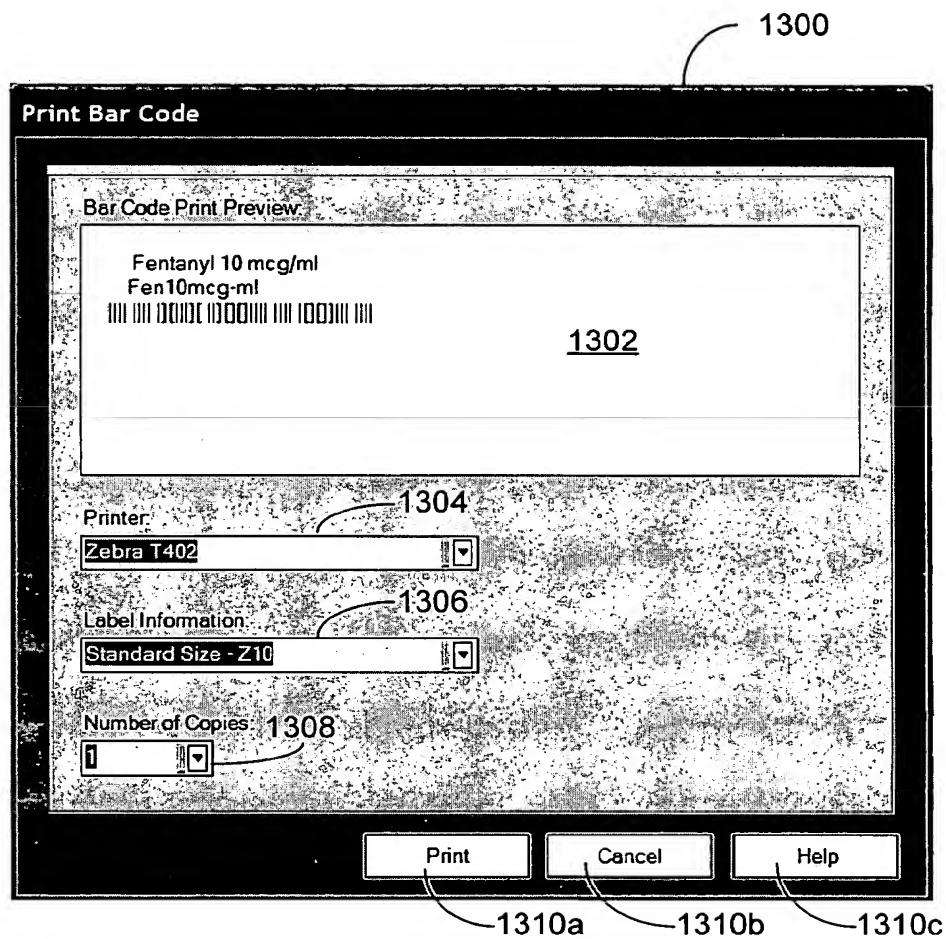 1300
Print Bar Code
Bar Code Print Preview:
Fentanyl 10 mcg/ml
Fen10mcg-ml
1302
1304
Printer:
Zebra T402
1306
Label Information:
Standard Size - Z10
Number of Copies: 1308
1
Print Cancel Help
1310a 1310b 1310c